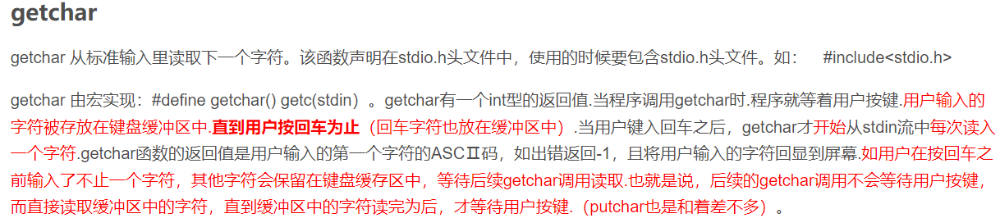 getchar
getchar 从标准输入里读取下一个字符。该函数声明在stdio.h头文件中，使用的时候要包含stdio.h头文件。如： #include<stdio.h>
getchar 由宏实现：#define getchar() getc(stdin）。getchar有一个int型的返回值.当程序调用getchar时.程序就等着用户按键.用户输入的
字符被存放在键盘缓冲区中.直到用户按回车为止（回车字符也放在缓冲区中）.当用户键入回车之后，getchar才开始从stdin流中每次读入
一个字符.getchar函数的返回值是用户输入的第一个字符的ASCⅡ码，如出错返回-1，且将用户输入的字符回显到屏幕.如用户在按回车之
前输入了不止一个字符，其他字符会保留在键盘缓存区中，等待后续getchar调用读取.也就是说，后续的getchar调用不会等待用户按键，
而直接读取缓冲区中的字符，直到缓冲区中的字符读完为后，才等待用户按键.（putchar也是和着差不多）。